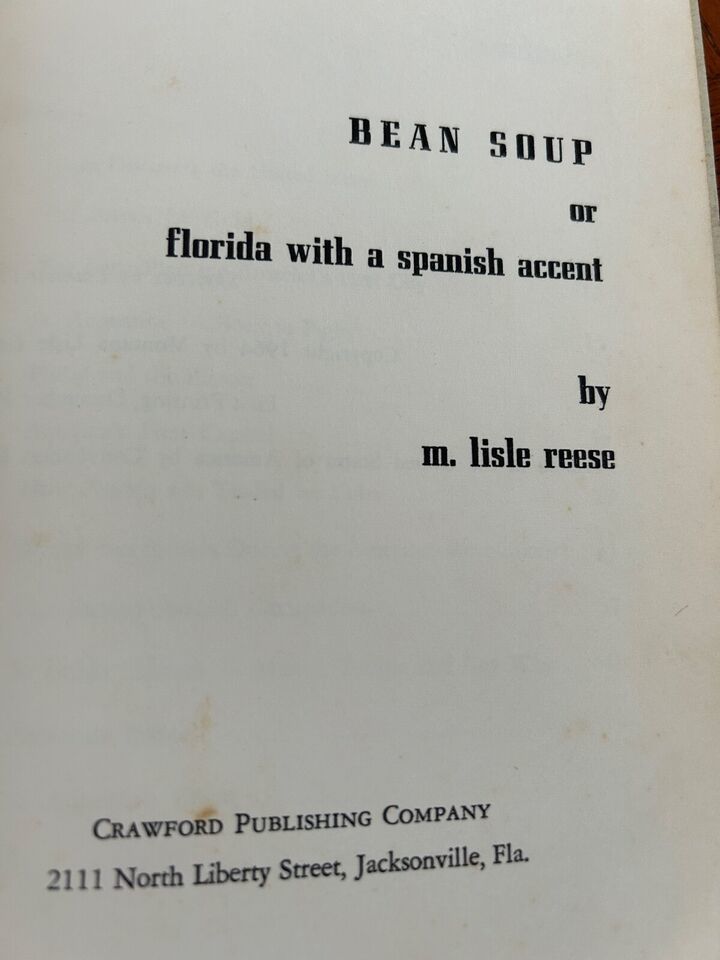 BEAN SOUP
or
florida with a spanish accent
by
m. lisle reese
CRAWFORD PUBLISHING COMPANY
2111 North Liberty Street, Jacksonville, Fla.